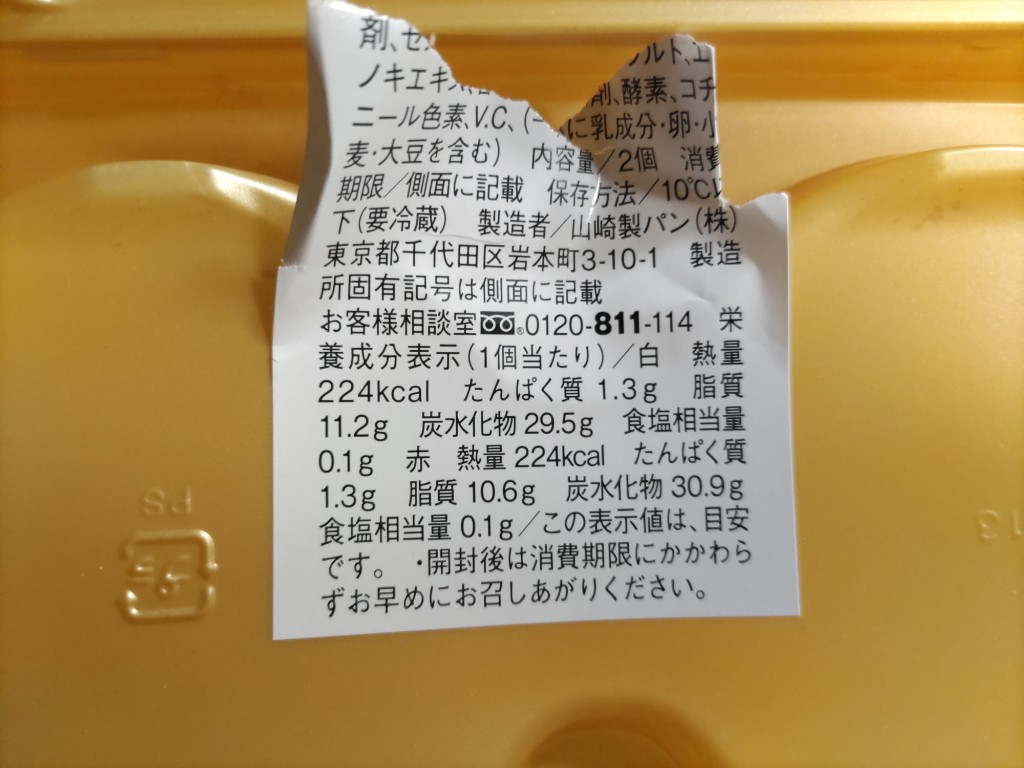 剤、セ
ルト、エ
ノキエキス
剤、酵素、コチ
ニール色素、V.C、(一
に乳成分・卵・小
麦・大豆を含む) 内容量/2個 消費
期限/側面に記載 保存方法/10℃以
下(要冷蔵) 製造者/山崎製パン(株)
東京都千代田区岩本町3-10-1 製造
所固有記号は側面に記載
お客様相談室 0120-811-114 栄
養成分表示(1個当たり)/白 熱量
224kcal たんぱく質 1.3g 脂質
11.2g 炭水化物 29.5g 食塩相当量
0.1g 赤 熱量 224kcal たんぱく質
1.3g 脂質 10.6g 炭水化物 30.9g
食塩相当量 0.1g/この表示値は、目安
です。 ・開封後は消費期限にかかわら
ずお早めにお召しあがりください。
PS
13